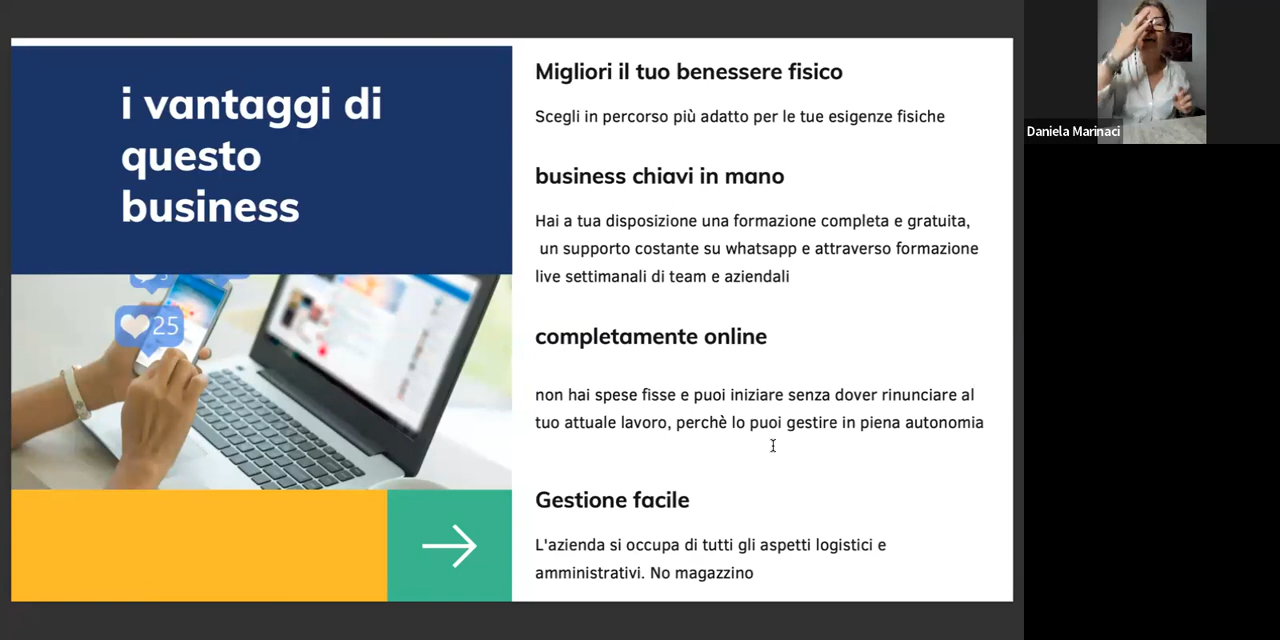 i vantaggi di
questo
business
25
Migliori il tuo benessere fisico
Scegli in percorso più adatto per le tue esigenze fisiche
business chiavi in mano
Hai a tua disposizione una formazione completa e gratuita,
un supporto costante su whatsapp e attraverso formazione
live settimanali di team e aziendali
completamente online
non hai spese fisse e puoi iniziare senza dover rinunciare al
tuo attuale lavoro, perchè lo puoi gestire in piena autonomia
Gestione facile
L'azienda si occupa di tutti gli aspetti logistici e
amministrativi. No magazzino
Daniela Marinaci